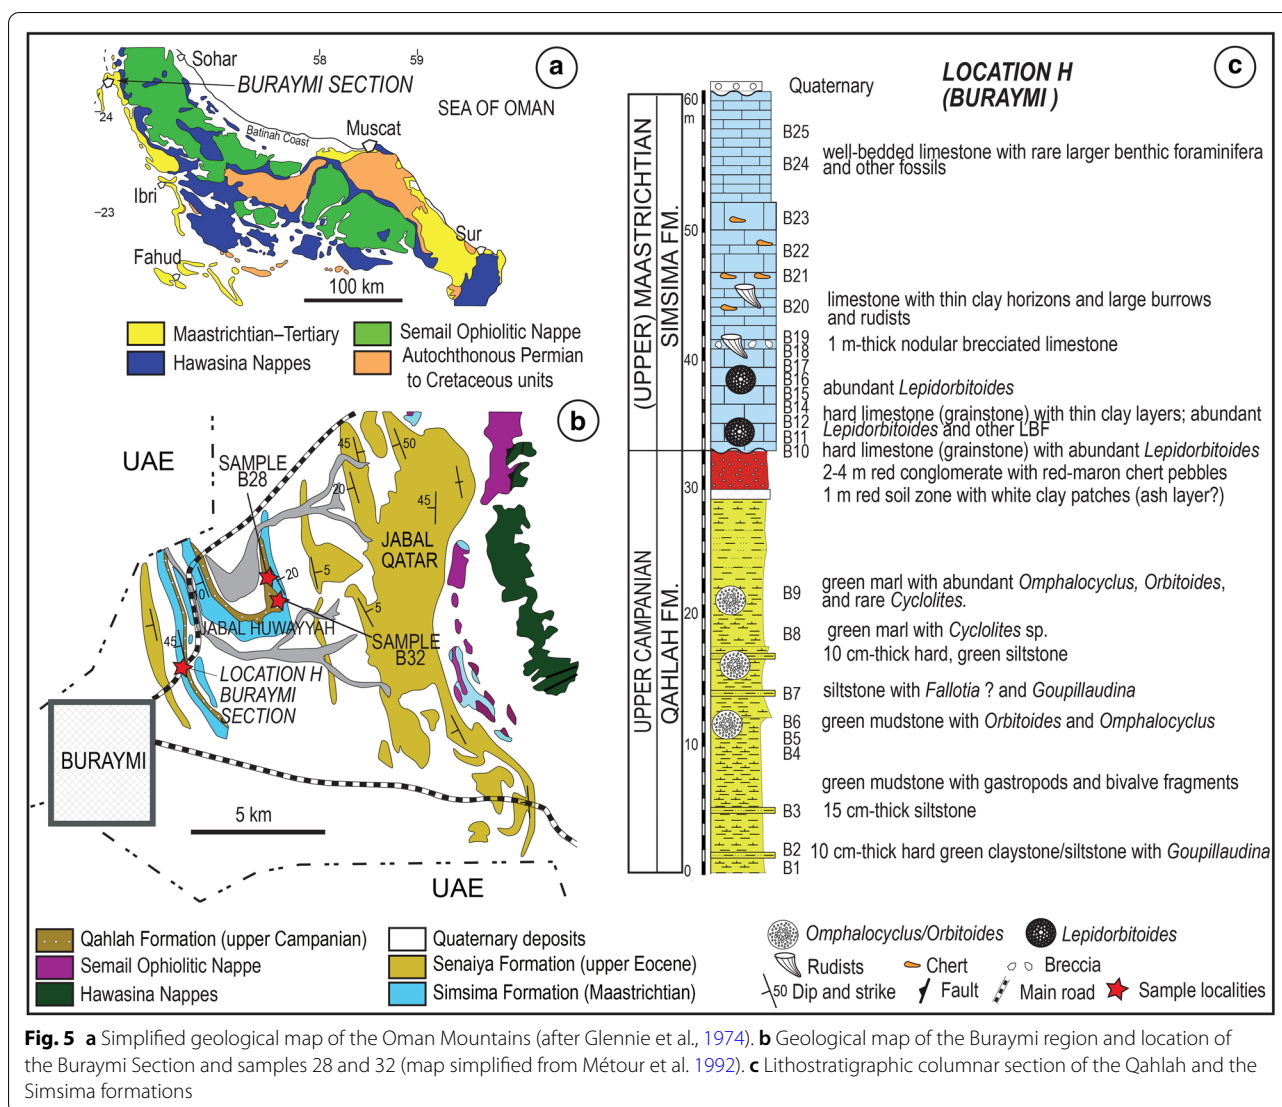 Sohar
58
59
a
BURAYMI SECTION
SEA OF OMAN
–24
Batinah Coast
Muscat
Ibri
–23
Sur
Fahud
100 km
Maastrichtian–Tertiary
Semail Ophiolitic Nappe
Hawasina Nappes
Autochthonous Permian
to Cretaceous units
b
UAE
SAMPLE
B28
45
50
20
45
JABAL
QATAR
20
5
10
5
JABAL HUWAYYAH
45
SAMPLE
B32
LOCATION H
BURAYMI
SECTION
BURAYMI
5 km
UAE
Qahlah Formation (upper Campanian)
Quaternary deposits
Semail Ophiolitic Nappe
Senaiya Formation (upper Eocene)
Hawasina Nappes
Simsima Formation (Maastrichtian)
c
LOCATION H
(BURAYMI )
Quaternary
(UPPER) MAASTRICHTIAN
SIMSIMA FM.
UPPER CAMPANIAN
QAHLAH FM.
60
m
50
40
30
20
10
0
B25
B24
well-bedded limestone with rare larger benthic foraminifera
and other fossils
B23
B22
B21
B20
limestone with thin clay horizons and large burrows
and rudists
B19
B18
1 m-thick nodular brecciated limestone
B17
B16
B15
abundant Lepidorbitoides
B14
B12
B11
hard limestone (grainstone) with thin clay layers; abundant
Lepidorbitoides and other LBF
B10
hard limestone (grainstone) with abundant Lepidorbitoides
2-4 m red conglomerate with red-maron chert pebbles
1 m red soil zone with white clay patches (ash layer?)
B9
green marl with abundant Omphalocyclus, Orbitoides,
and rare Cyclolites.
B8
green marl with Cyclolites sp.
10 cm-thick hard, green siltstone
B7
siltstone with Fallotia ? and Goupillaudina
B6
green mudstone with Orbitoides and Omphalocyclus
B5
B4
green mudstone with gastropods and bivalve fragments
B3
15 cm-thick siltstone
B2
10 cm-thick hard green claystone/siltstone with Goupillaudina
B1
Omphalocyclus/Orbitoides
Lepidorbitoides
Rudists
Chert
Breccia
50 Dip and strike
Fault
Main road
Sample localities
Fig. 5 a Simplified geological map of the Oman Mountains (after Glennie et al., 1974). b Geological map of the Buraymi region and location of
the Buraymi Section and samples 28 and 32 (map simplified from Métour et al. 1992). c Lithostratigraphic columnar section of the Qahlah and the
Simsima formations